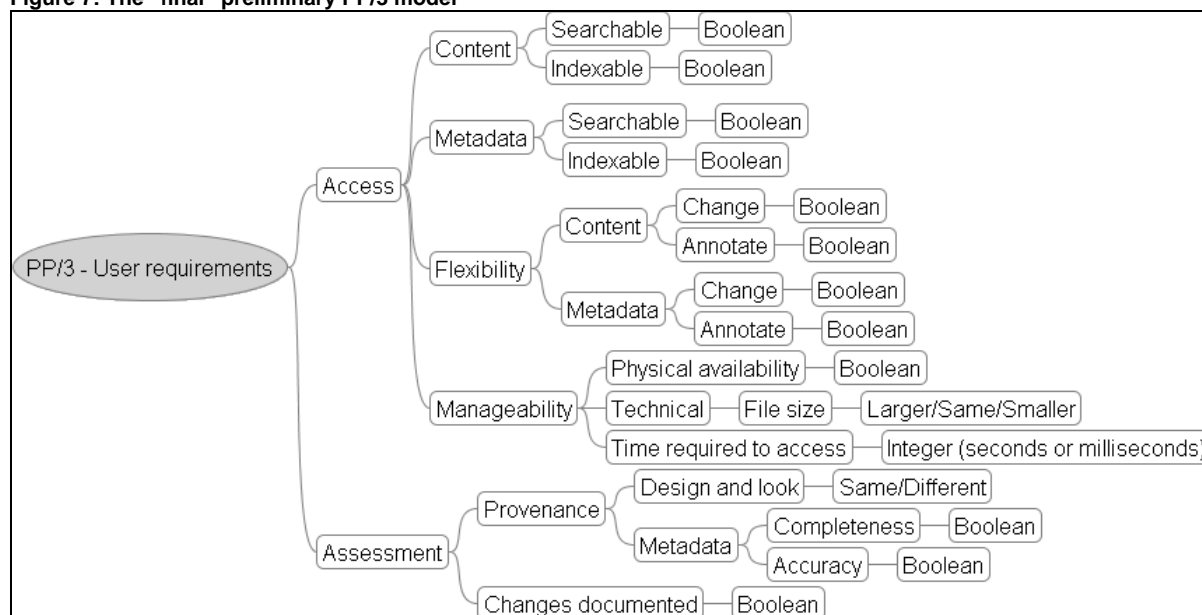 Figure 7: The "final" preliminary PP/3 model
Content
Searchable
Boolean
Indexable
Boolean
Metadata
Searchable
Boolean
Indexable
Boolean
Access
Flexibility
Content
Change
Boolean
Annotate
Boolean
Metadata
Change
Boolean
Annotate
Boolean
PP/3 - User requirements
Manageability
Physical availability
Boolean
Technical
File size
Larger/Same/Smaller
Time required to access
Integer (seconds or milliseconds)
Assessment
Provenance
Design and look
Same/Different
Metadata
Completeness
Boolean
Accuracy
Boolean
Changes documented
Boolean